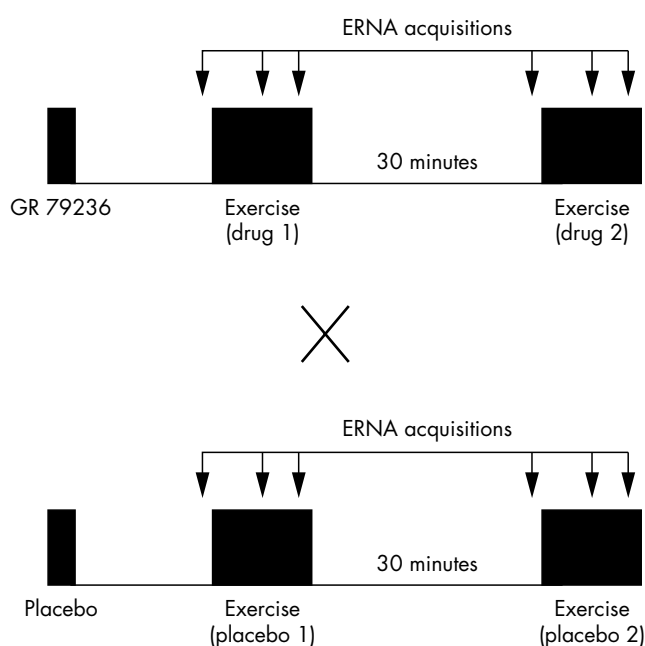 ERNA acquisitions
30 minutes
GR 79236
Exercise
(drug 1)
Exercise
(drug 2)
ERNA acquisitions
30 minutes
Placebo
Exercise
(placebo 1)
Exercise
(placebo 2)